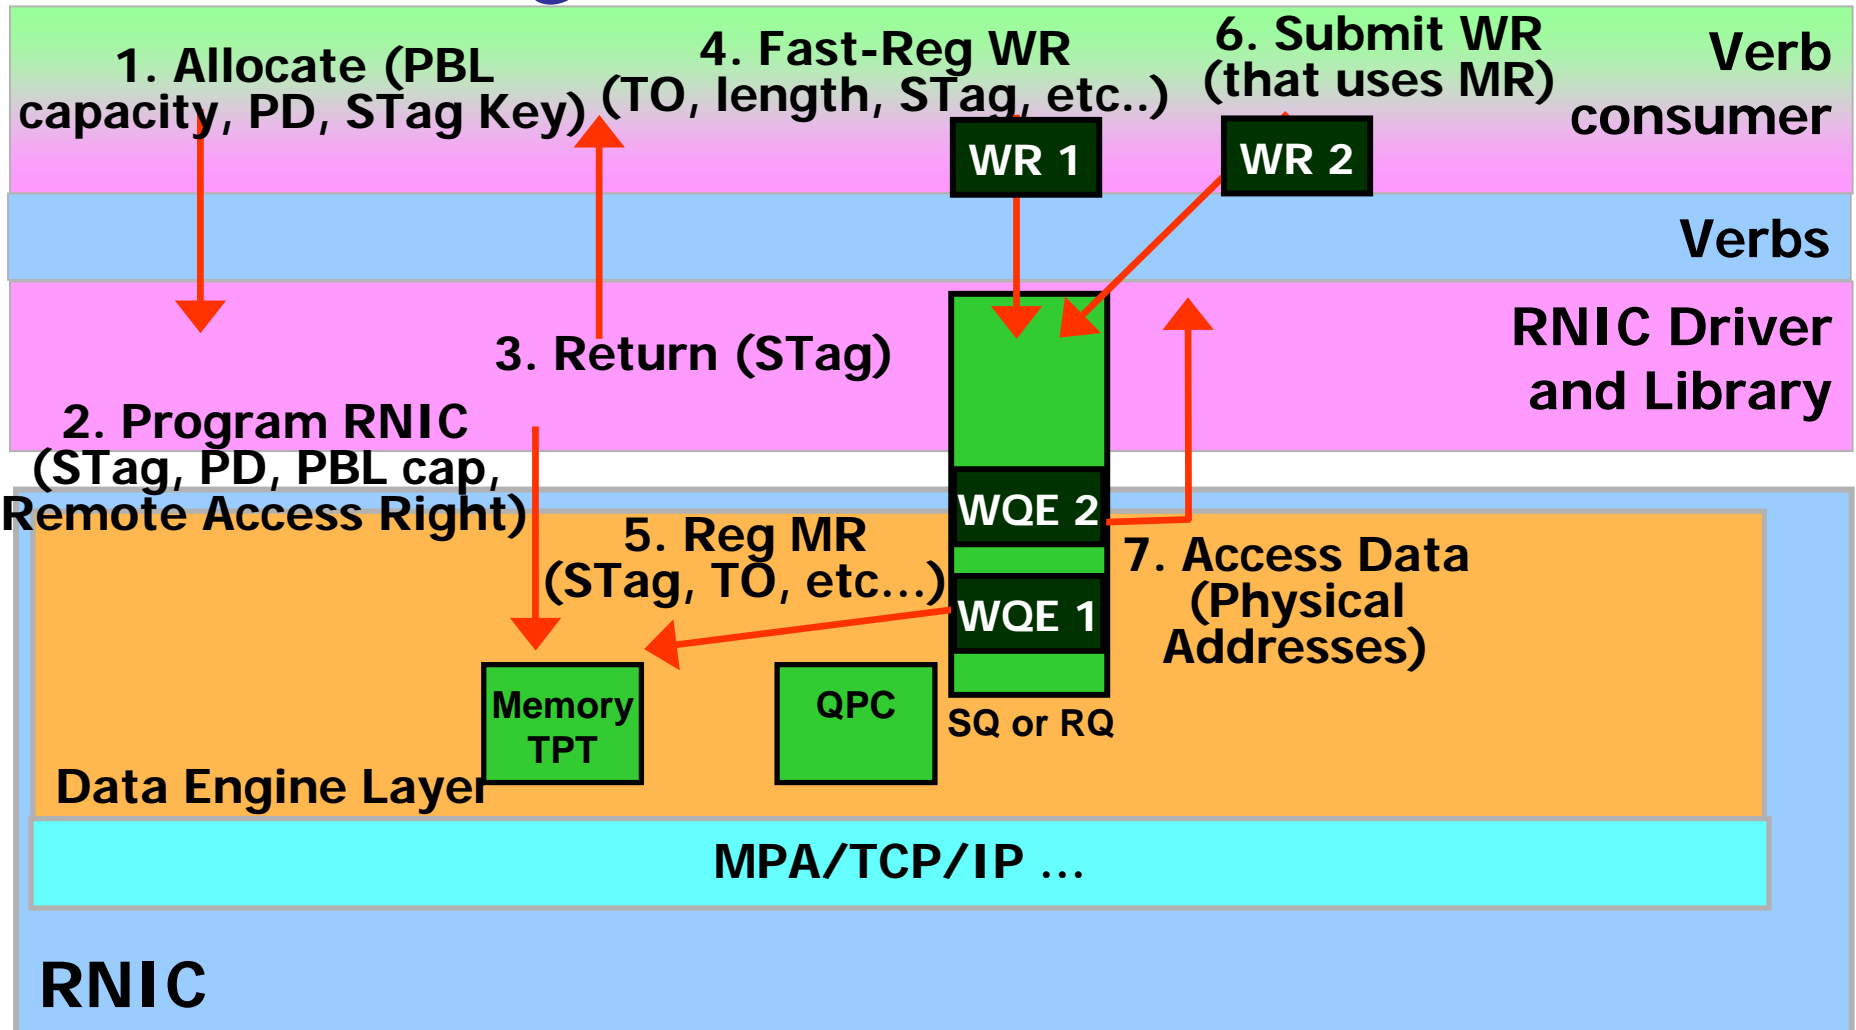 1. Allocate (PBL
capacity, PD, STag Key)
4. Fast-Reg WR
(TO, length, STag, etc..)
6. Submit WR
(that uses MR)
Verb
consumer
WR 1
WR 2
Verbs
RNIC Driver
and Library
3. Return (STag)
2. Program RNIC
(STag, PD, PBL cap,
Remote Access Right)
WQE 2
5. Reg MR
(STag, TO, etc...)
7. Access Data
(Physical
Addresses)
WQE 1
Memory
TPT
QPC
SQ or RQ
Data Engine Layer
MPA/TCP/IP ...
RNIC